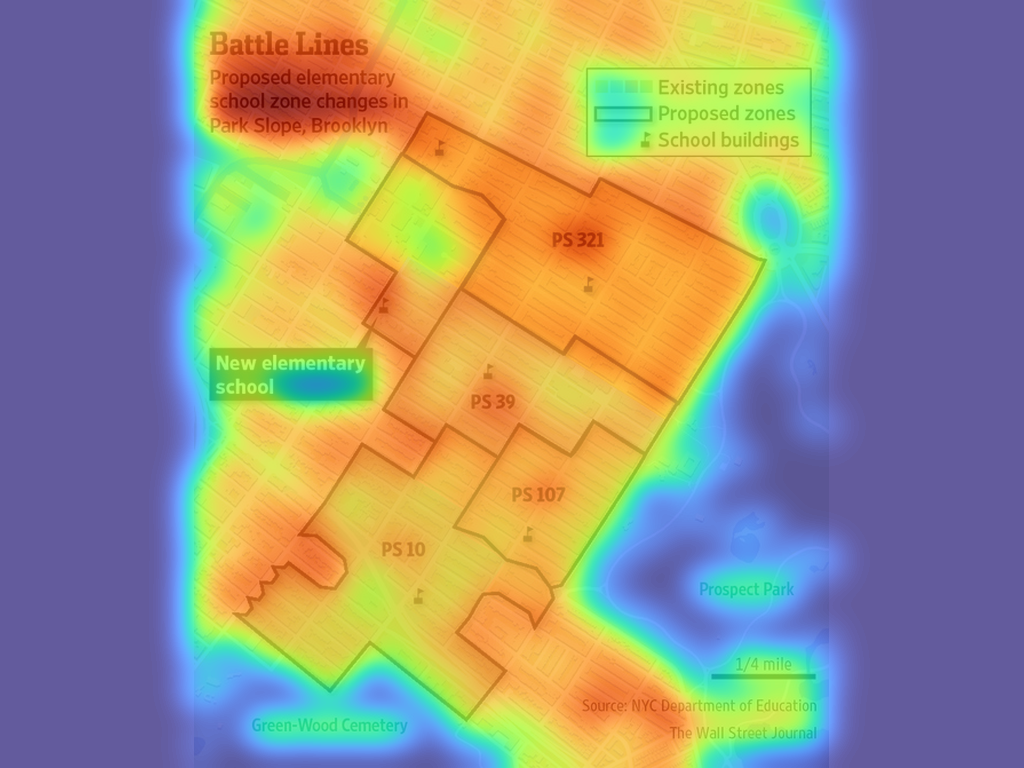 Battle Lines
Proposed elementary
school zone changes in
Park Slope, Brooklyn
Existing zones
Proposed zones
School buildings
PS 321
New elementary
school
PS 39
PS 107
PS 10
Prospect Park
1/4 mile
Source: NYC Department of Education
Green-Wood Cemetery
The Wall Street Journal